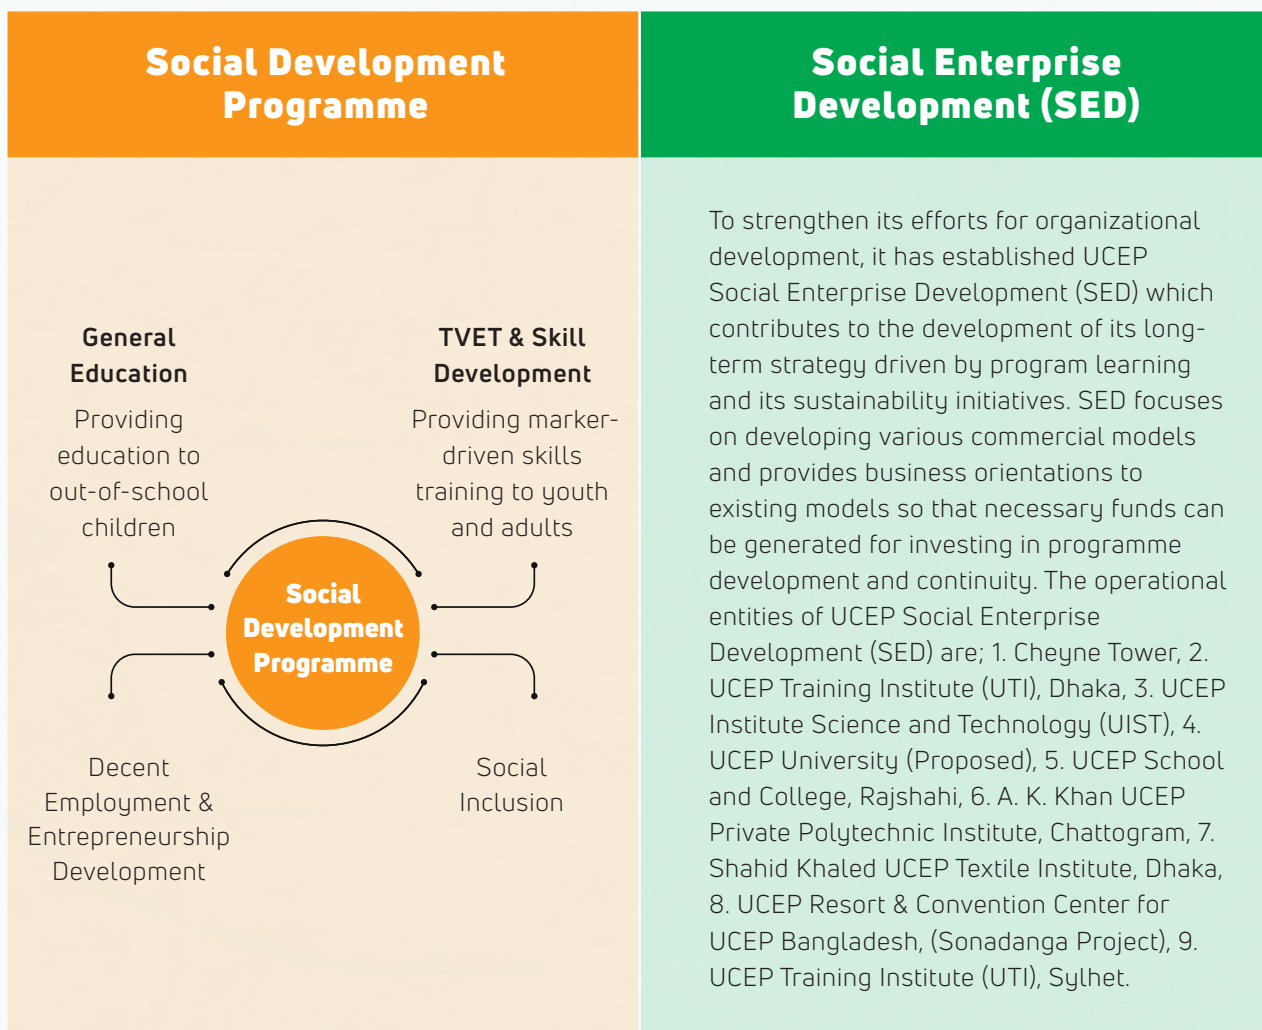 Social Development
Programme
General
Education
Providing
education to
out-of-school
children
TVET & Skill
Development
Providing marker-
driven skills
training to youth
and adults
Social
Development
Programme
Decent
Employment &
Entrepreneurship
Development
Social
Inclusion
Social Enterprise
Development (SED)
To strengthen its efforts for organizational
development, it has established UCEP
Social Enterprise Development (SED) which
contributes to the development of its long-
term strategy driven by program learning
and its sustainability initiatives. SED focuses
on developing various commercial models
and provides business orientations to
existing models so that necessary funds can
be generated for investing in programme
development and continuity. The operational
entities of UCEP Social Enterprise
Development (SED) are; 1. Cheyne Tower, 2.
UCEP Training Institute (UTI), Dhaka, 3. UCEP
Institute Science and Technology (UIST), 4.
UCEP University (Proposed), 5. UCEP School
and College, Rajshahi, 6. A. K. Khan UCEP
Private Polytechnic Institute, Chattogram, 7.
Shahid Khaled UCEP Textile Institute, Dhaka,
8. UCEP Resort & Convention Center for
UCEP Bangladesh, (Sonadanga Project), 9.
UCEP Training Institute (UTI), Sylhet.